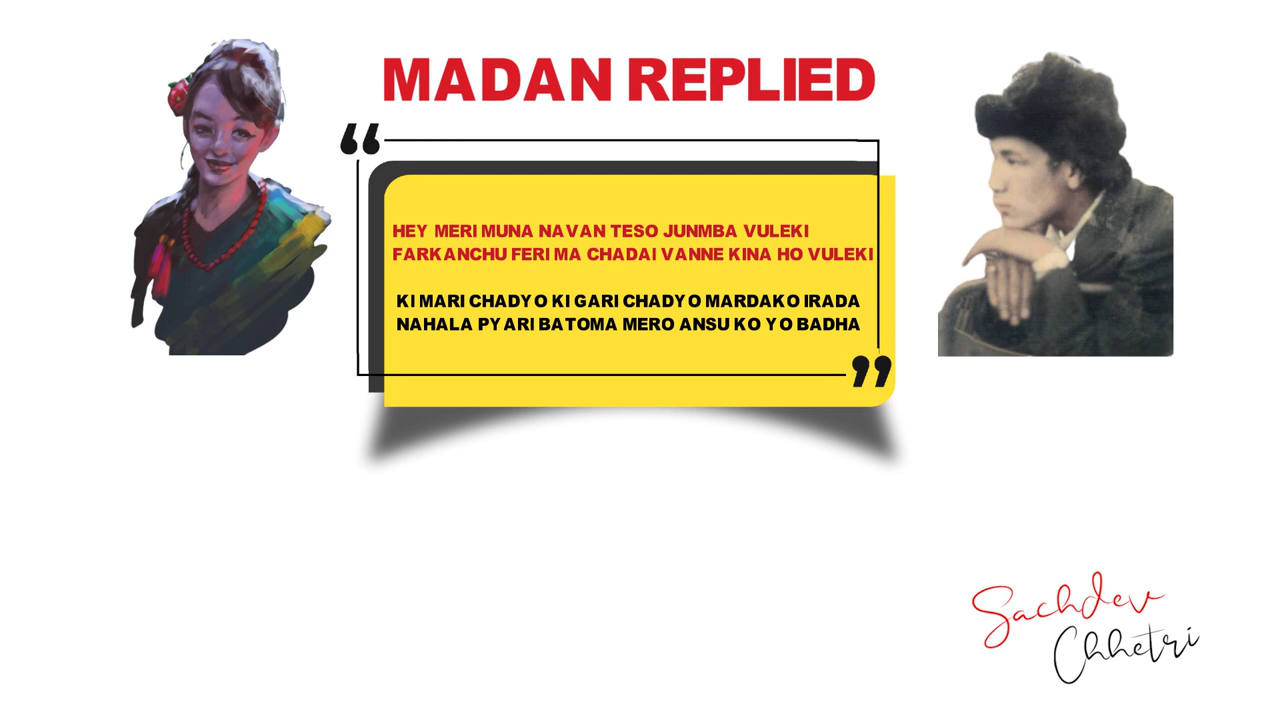 MADAN REPLIED
HEY MERI MUNA NAVAN TESO JUNMBA VULEKI
FARKANCHU FERI MA CHADAI VANNE KINA HO VULEKI
KI MARI CHADYO KI GARI CHADYO MARDAKO IRADA
NAHALA PYARI BATOMA MERO ANSU KO YO BADHA
Sachdev
Chhetri